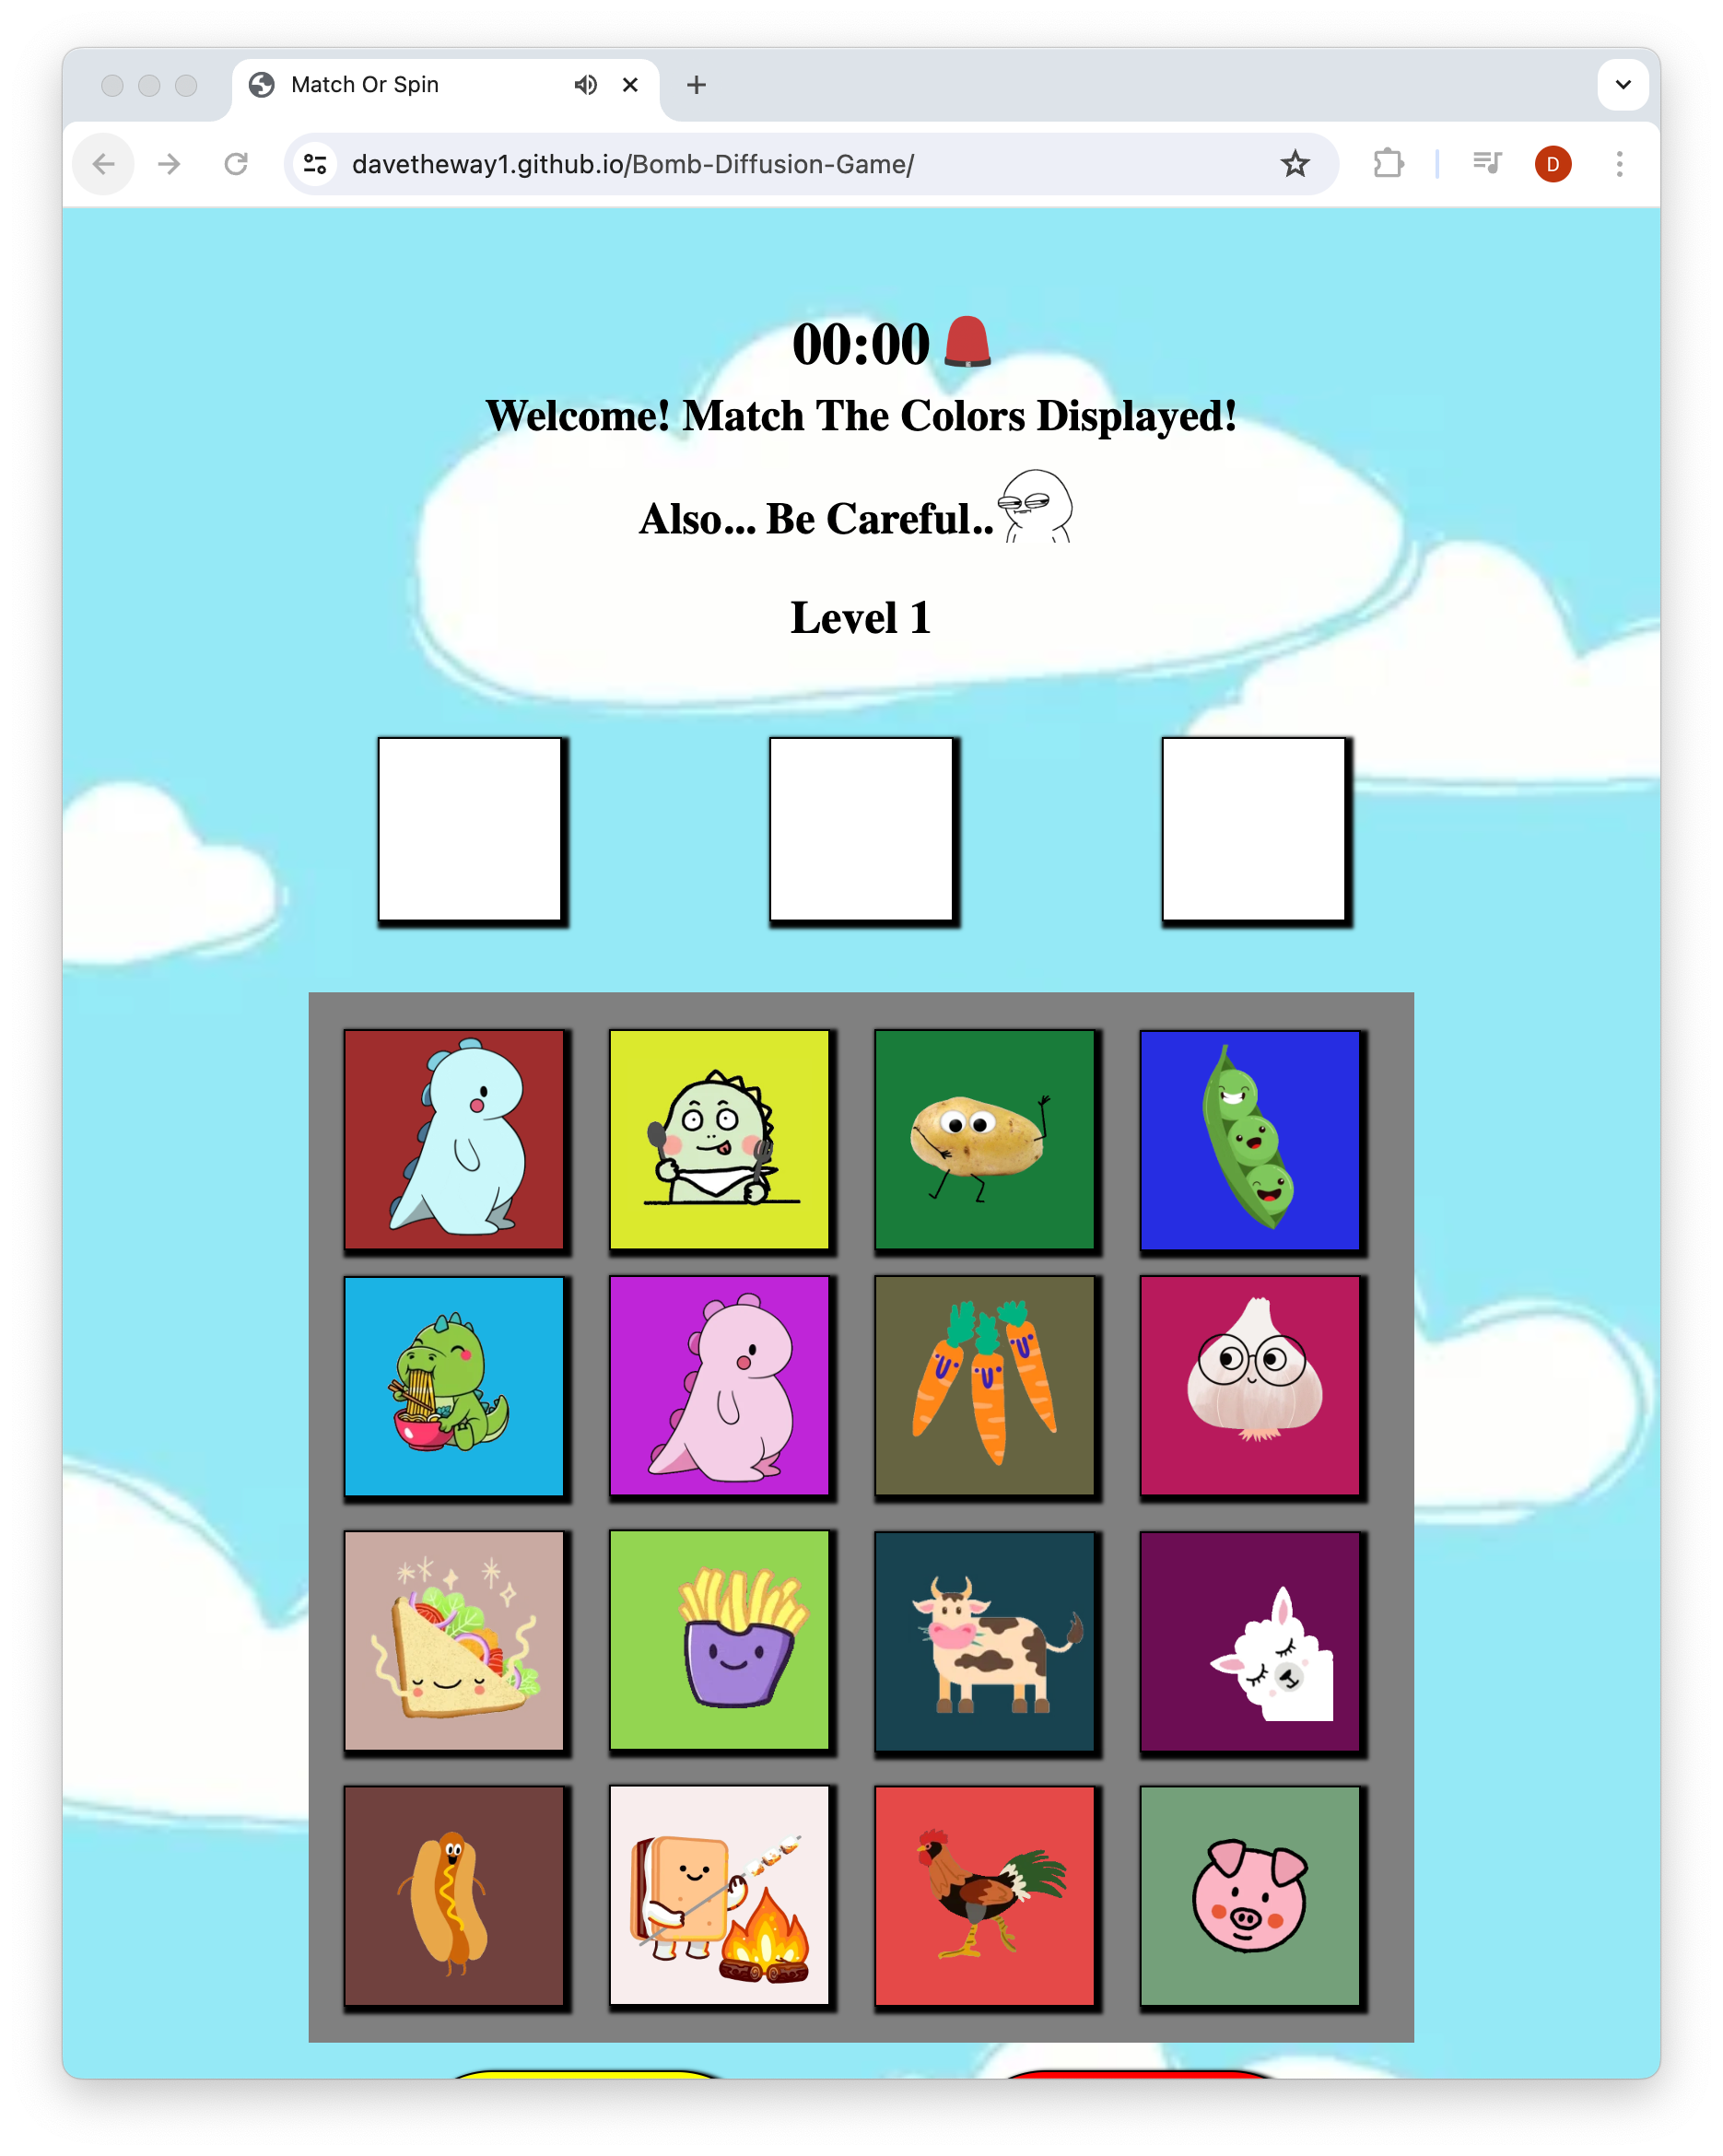 Match Or Spin
davetheway1.github.io/Bomb-Diffusion-Game/
D
00:00
Welcome! Match The Colors Displayed!
Also... Be Careful..
Level 1